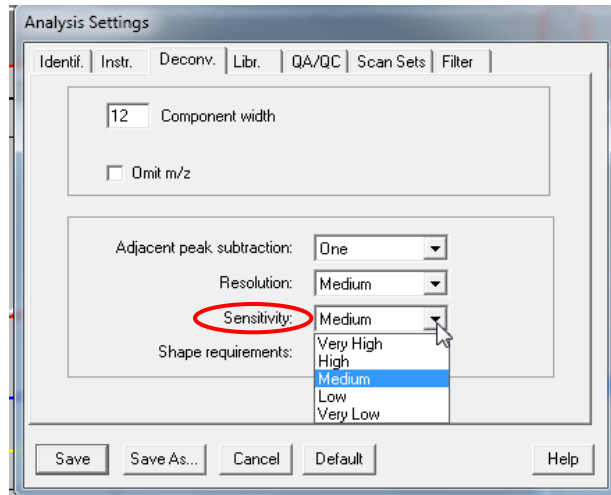 Analysis Settings
Identif. Instr. Deconv. Libr. QA/QC Scan Sets Filter
12 Component width
Omit m/z
Adjacent peak subtraction: One
Resolution: Medium
Sensitivity: Medium
Very High
Shape requirements:
High
Medium
Low
Very Low
Save Save As... Cancel Default Help